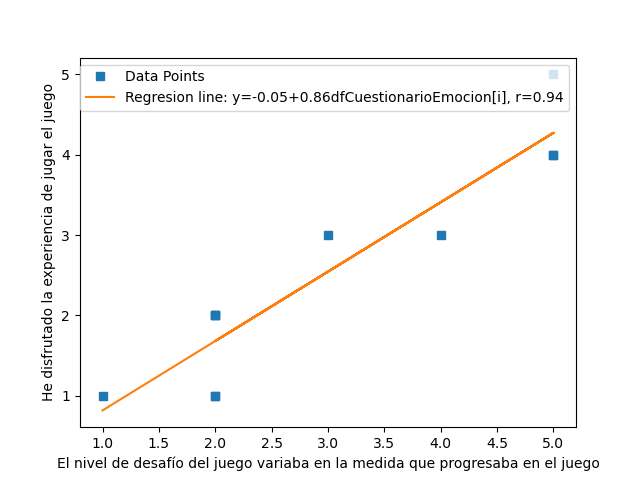 Data Points
Regresion line: y=-0.05+0.86dfCuestionarioEmocion[i], r=0.94
He disfrutado la experiencia de jugar el juego
5
4
3
2
1
1.0 1.5 2.0 2.5 3.0 3.5 4.0 4.5 5.0
El nivel de desafío del juego variaba en la medida que progresaba en el juego